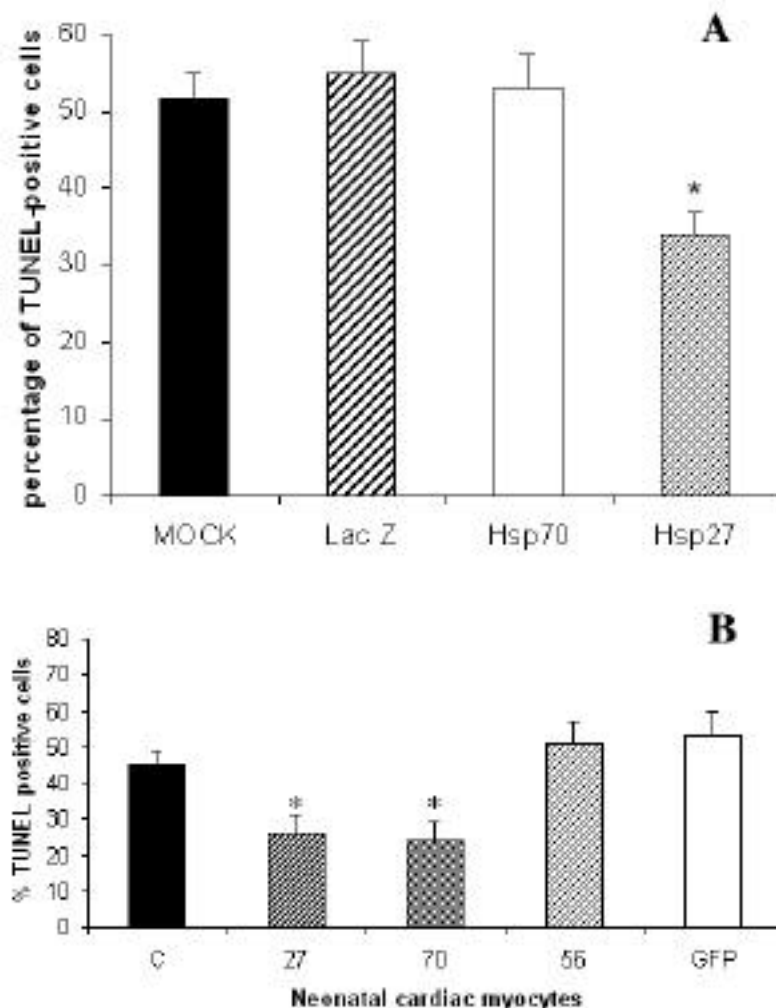 A
percentage of TUNEL-positive cells
60
50
40
30
20
10
0
*
MOCK Lac Z Hsp70 Hsp27
B
% TUNEL positive cells
80
70
60
50
40
30
20
10
0
* *
C 27 70 56 GFP
Neonatal cardiac myocytes